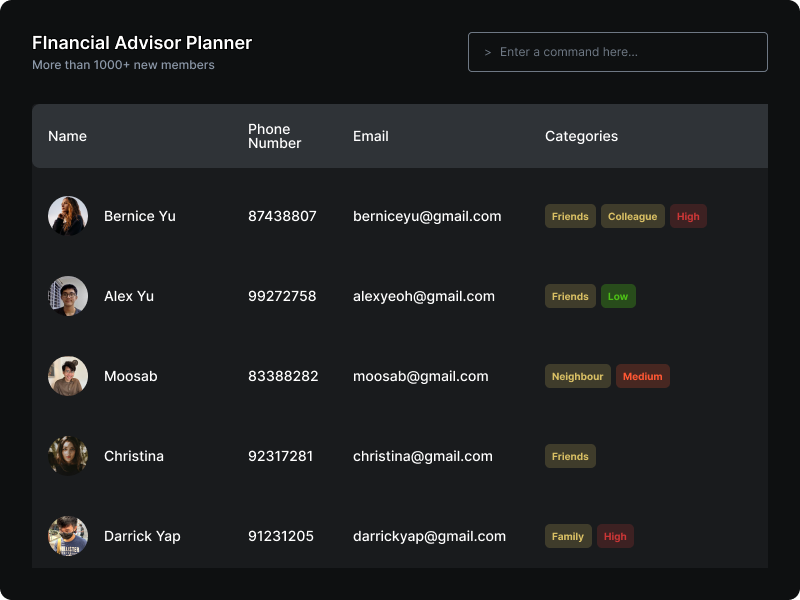 FInancial Advisor Planner
More than 1000+ new members
> Enter a command here...
Name Phone Number Email Categories
Bernice Yu 87438807 berniceyu@gmail.com Friends Colleague High
Alex Yu 99272758 alexyeoh@gmail.com Friends Low
Moosab 83388282 moosab@gmail.com Neighbour Medium
Christina 92317281 christina@gmail.com Friends
Darrick Yap 91231205 darrickyap@gmail.com Family High